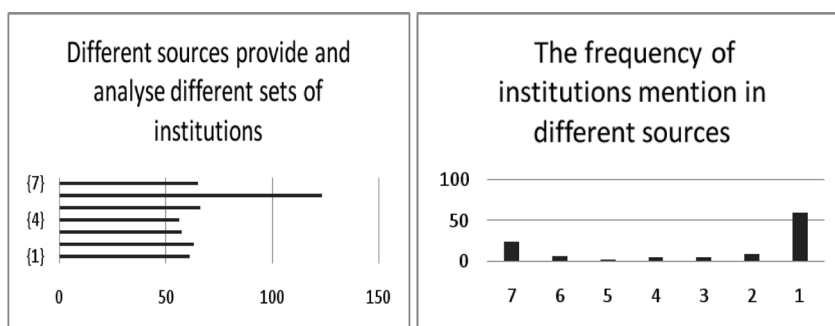 Different sources provide and
analyse different sets of
institutions
{7}
{4}
{1}
0 50 100 150
The frequency of
institutions mention in
different sources
100
50
0
7 6 5 4 3 2 1